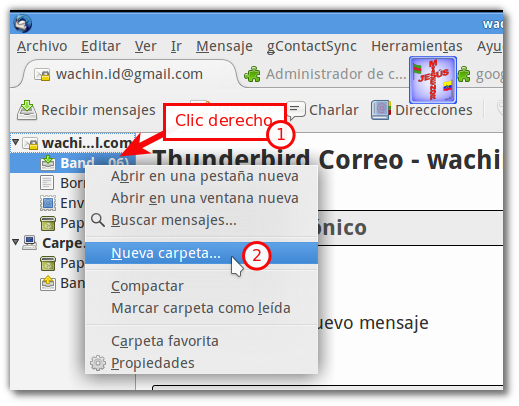 wac
Archivo Editar Ver Ir Mensaje gContactSync Herramientas Ayu
wachin.id@gmail.com Administrador de c... goog
JESÚS
Recibir mensajes Charlar Direcciones
Clic derecho
1
wachi...l.com
Band... 06)
Thunderbird Correo - wachi
Borr
Abrir en una pestaña nueva
Env
Abrir en una ventana nueva
Pap
Buscar mensajes...
ónico
Carpe
Nueva carpeta...
2
Pap
Ban
Compactar
Marcar carpeta como leída
uevo mensaje
Carpeta favorita
Propiedades